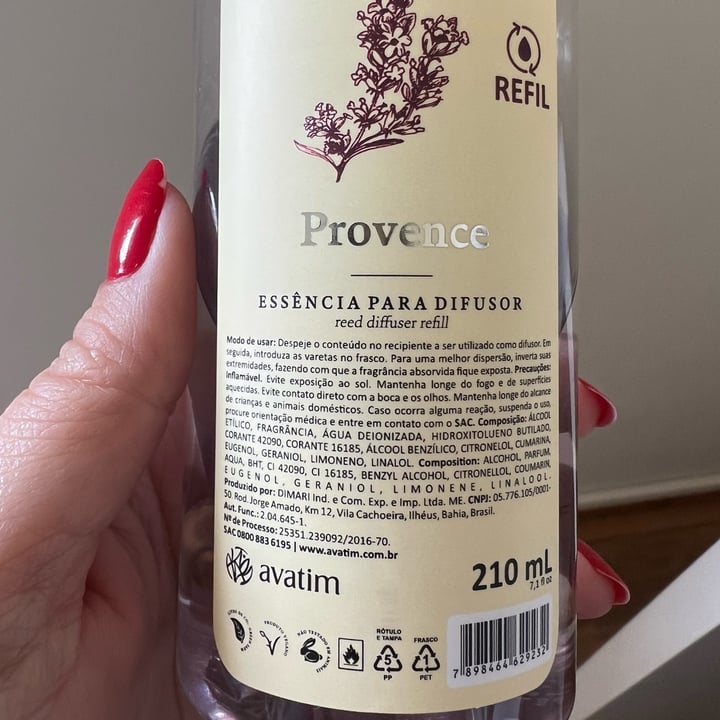 REFIL
Provence
ESSÊNCIA PARA DIFUSOR
reed diffuser refill
Modo de usar: Despeje o conteúdo no recipiente a ser utilizado como difusor. Em
seguida, introduza as varetas no frasco. Para uma melhor dispersão, inverta suas
extremidades, fazendo com que a fragrância absorvida fique exposta. Precauções:
Inflamável. Evite exposição ao sol. Mantenha longe do fogo e de superfícies
aquecidas. Evite contato direto com a boca e os olhos. Mantenha longe do alcance
de crianças e animais domésticos. Caso ocorra alguma reação, suspenda o uso,
procure orientação médica e entre em contato com o SAC. Composição: ÁLCOOL
ETÍLICO, FRAGRÂNCIA, ÁGUA DEIONIZADA, HIDROXITOLUENO BUTILADO,
CORANTE 42090, CORANTE 16185, ÁLCOOL BENZÍLICO, CITRONELOL, CUMARINA,
EUGENOL, GERANIOL, LIMONENO, LINALOL. Composition: ALCOHOL, PARFUM,
AQUA, BHT, CI 42090, CI 16185, BENZYL ALCOHOL, CITRONELLOL, COUMARIN,
EUGENOL, GERANIOL, LIMONENE, LINALOOL.
Produzido por: DIMARI Ind. e Com. Exp. e Imp. Ltda. ME. CNPJ: 05.776.105/0001-
50. Rod. Jorge Amado, Km 12, Vila Cachoeira, Ilhéus, Bahia, Brasil.
Aut. Func.: 2.04.645-1.
Nº de Processo: 25351.239092/2016-70.
SAC 0800 883 6195 | www.avatim.com.br
avatim
210 mL
7,1 fl oz
PRODUTO VEGANO
NÃO TESTADO EM ANIMAIS
RÓTULO
E TAMPA
5
PP
FRASCO
1
PET
7 898464 629232